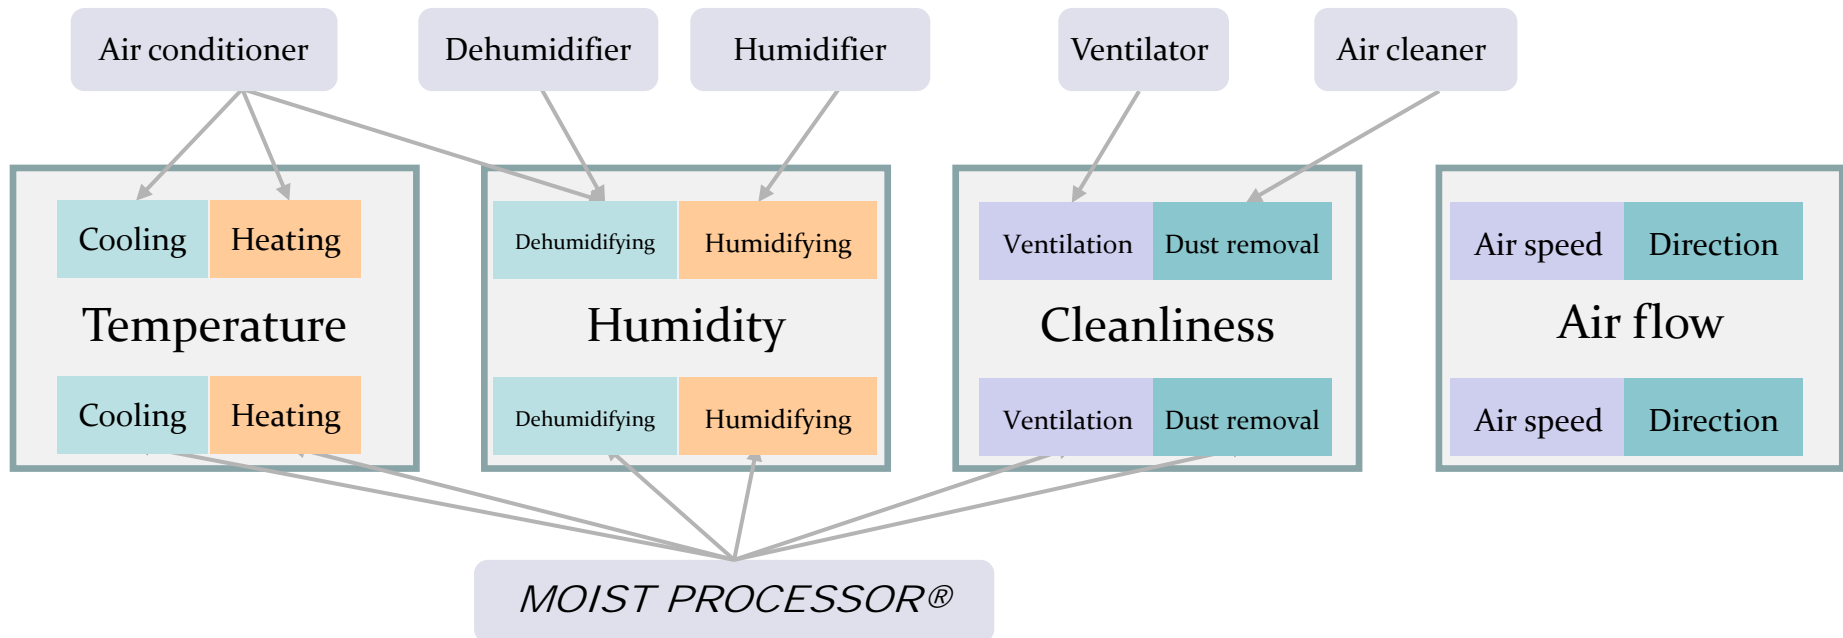 Air conditioner
Dehumidifier
Humidifier
Ventilator
Air cleaner
Cooling
Heating
Dehumidifying
Humidifying
Ventilation
Dust removal
Air speed
Direction
Temperature
Humidity
Cleanliness
Air flow
Cooling
Heating
Dehumidifying
Humidifying
Ventilation
Dust removal
Air speed
Direction
MOIST PROCESSOR®